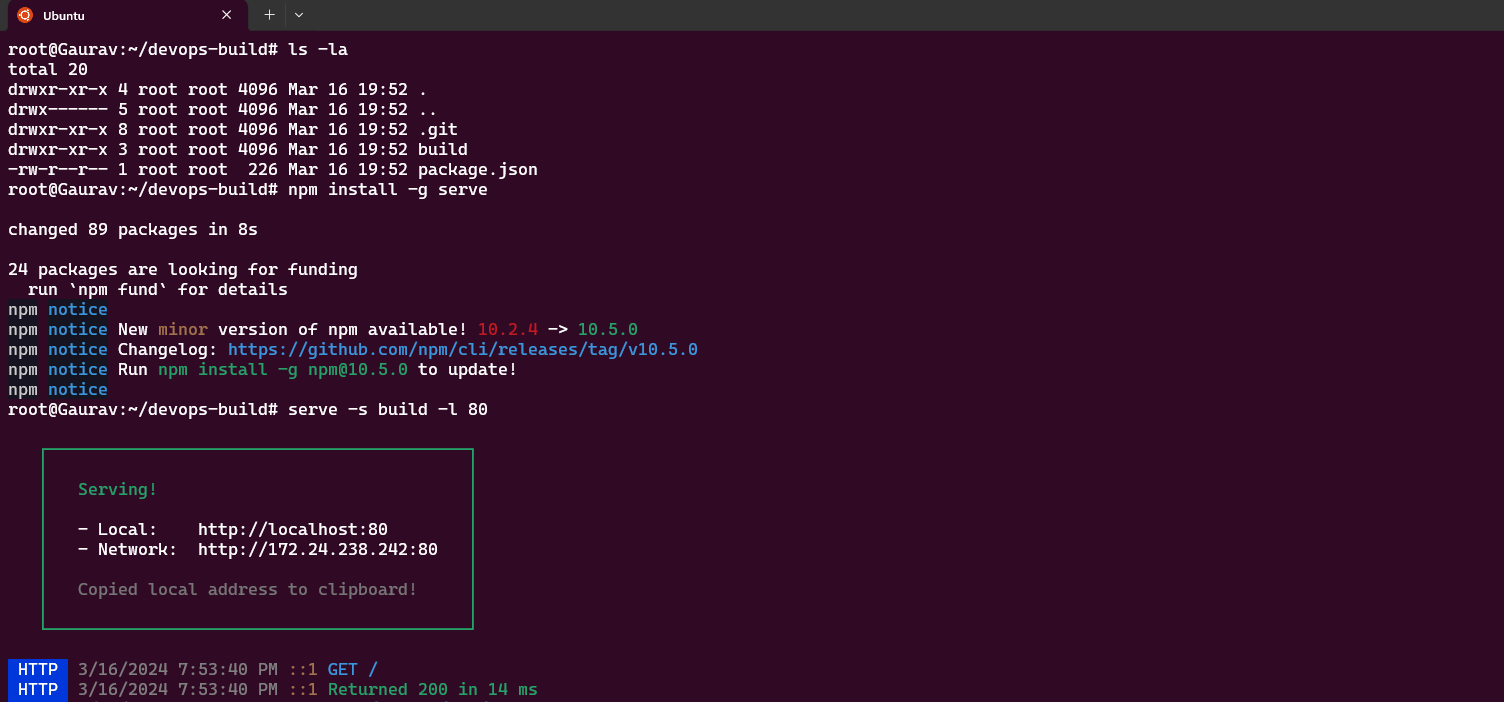 Ubuntu
root@Gaurav:~/devops-build# ls -la
total 20
drwxr-xr-x 4 root root 4096 Mar 16 19:52 .
drwx------ 5 root root 4096 Mar 16 19:52 ..
drwxr-xr-x 8 root root 4096 Mar 16 19:52 .git
drwxr-xr-x 3 root root 4096 Mar 16 19:52 build
-rw-r--r-- 1 root root  226 Mar 16 19:52 package.json
root@Gaurav:~/devops-build# npm install -g serve
changed 89 packages in 8s
24 packages are looking for funding
  run `npm fund` for details
npm notice
npm notice New minor version of npm available! 10.2.4 -> 10.5.0
npm notice Changelog: https://github.com/npm/cli/releases/tag/v10.5.0
npm notice Run npm install -g npm@10.5.0 to update!
npm notice
root@Gaurav:~/devops-build# serve -s build -l 80
Serving!
- Local:    http://localhost:80
- Network:  http://172.24.238.242:80
Copied local address to clipboard!
HTTP 3/16/2024 7:53:40 PM ::1 GET /
HTTP 3/16/2024 7:53:40 PM ::1 Returned 200 in 14 ms